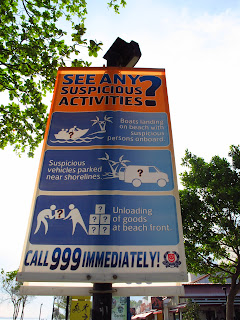 SEE ANY
SUSPICIOUS
ACTIVITIES?
Boats landing
on beach with
suspicious
persons onboard
Suspicious
vehicles parked
near shorelines
Unloading
of goods
at beach front
CALL 999 IMMEDIATELY!